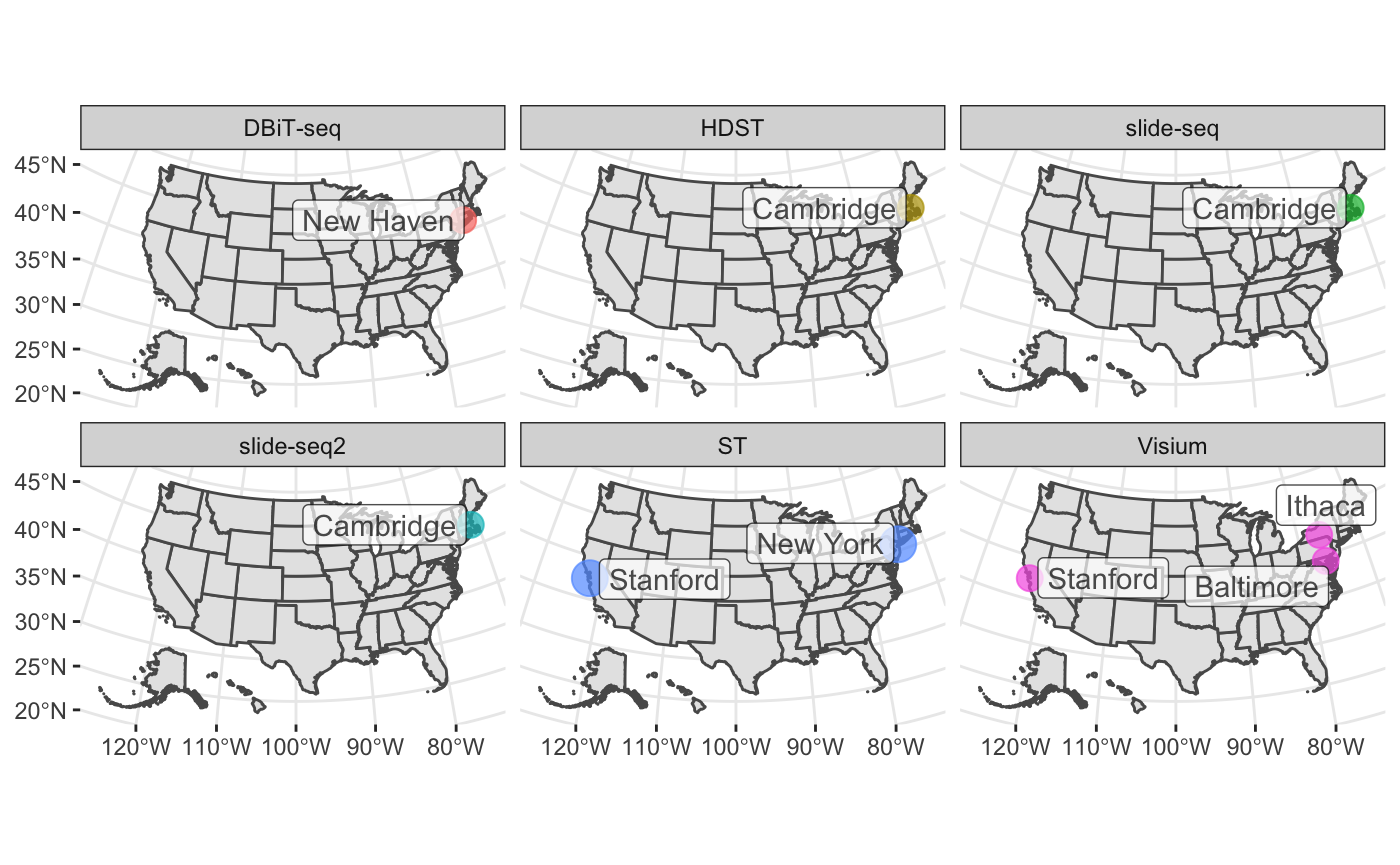 DBiT-seq HDST slide-seq
45°N
40°N
35°N
30°N
25°N
20°N
New Haven
Cambridge
Cambridge
slide-seq2 ST Visium
45°N
40°N
35°N
30°N
25°N
20°N
Cambridge
New York
Stanford
Ithaca
Stanford
Baltimore
120°W 110°W 100°W 90°W 80°W 120°W 110°W 100°W 90°W 80°W 120°W 110°W 100°W 90°W 80°W